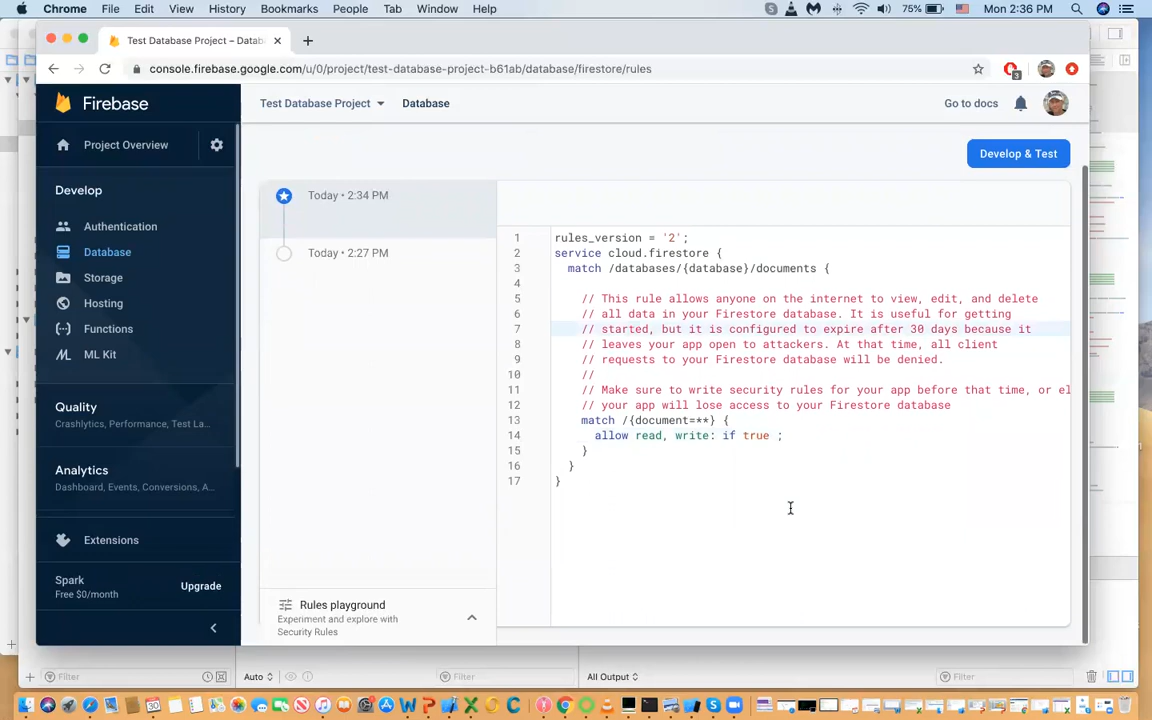 Chrome File Edit View History Bookmarks People Tab Window Help 75% Mon 2:36 PM
Test Database Project – Datab
console.firebase.google.com/u/0/project/test-database-project-b61ab/database/firestore/rules
3
Firebase
Test Database Project Database Go to docs
Project Overview
Develop & Test
Develop
Authentication
Database
Storage
Hosting
Functions
ML Kit
Quality
Crashlytics, Performance, Test La...
Analytics
Dashboard, Events, Conversions, A...
Extensions
Spark
Free $0/month
Upgrade
Today • 2:34 PM
Today • 2:27 PM
Rules playground
Experiment and explore with
Security Rules
1 rules_version = '2';
2 service cloud.firestore {
3 match /databases/{database}/documents {
4
5 // This rule allows anyone on the internet to view, edit, and delete
6 // all data in your Firestore database. It is useful for getting
7 // started, but it is configured to expire after 30 days because it
8 // leaves your app open to attackers. At that time, all client
9 // requests to your Firestore database will be denied.
10 //
11 // Make sure to write security rules for your app before that time, or el
12 // your app will lose access to your Firestore database
13 match /{document=**} {
14 allow read, write: if true ;
15 }
16 }
17 }
Filter Auto Filter All Output Filter